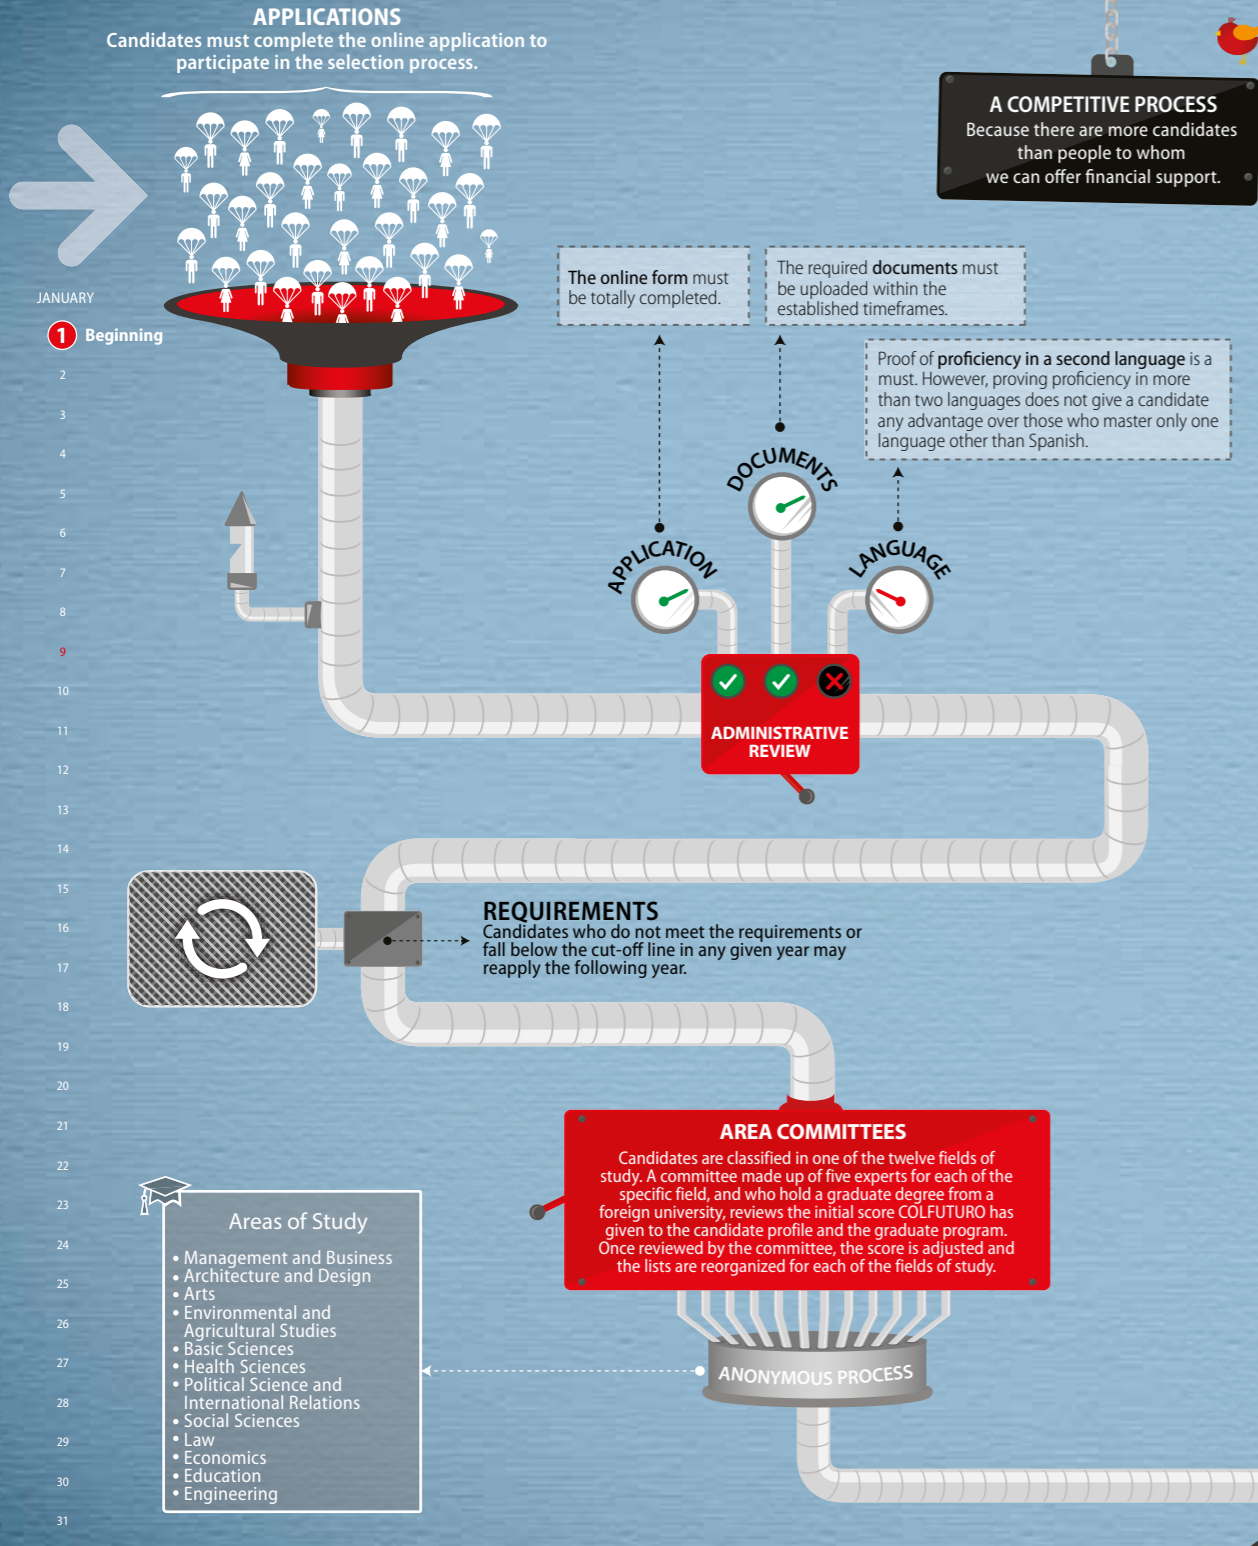 APPLICATIONS
Candidates must complete the online application to
participate in the selection process.
A COMPETITIVE PROCESS
Because there are more candidates
than people to whom
we can offer financial support.
The online form must
be totally completed.
The required documents must
be uploaded within the
established timeframes.
Proof of proficiency in a second language is a
must. However, proving proficiency in more
than two languages does not give a candidate
any advantage over those who master only one
language other than Spanish.
JANUARY
1 Beginning
2
3
4
5
6
7
8
9
10
11
12
13
14
15
16
17
18
19
20
21
22
23
24
25
26
27
28
29
30
31
APPLICATION
DOCUMENTS
LANGUAGE
ADMINISTRATIVE
REVIEW
REQUIREMENTS
Candidates who do not meet the requirements or
fall below the cut-off line in any given year may
reapply the following year.
AREA COMMITTEES
Candidates are classified in one of the twelve fields of
study. A committee made up of five experts for each of the
specific field, and who hold a graduate degree from a
foreign university, reviews the initial score COLFUTURO has
given to the candidate profile and the graduate program.
Once reviewed by the committee, the score is adjusted and
the lists are reorganized for each of the fields of study.
ANONYMOUS PROCESS
Areas of Study
• Management and Business
• Architecture and Design
• Arts
• Environmental and
Agricultural Studies
• Basic Sciences
• Health Sciences
• Political Science and
International Relations
• Social Sciences
• Law
• Economics
• Education
• Engineering